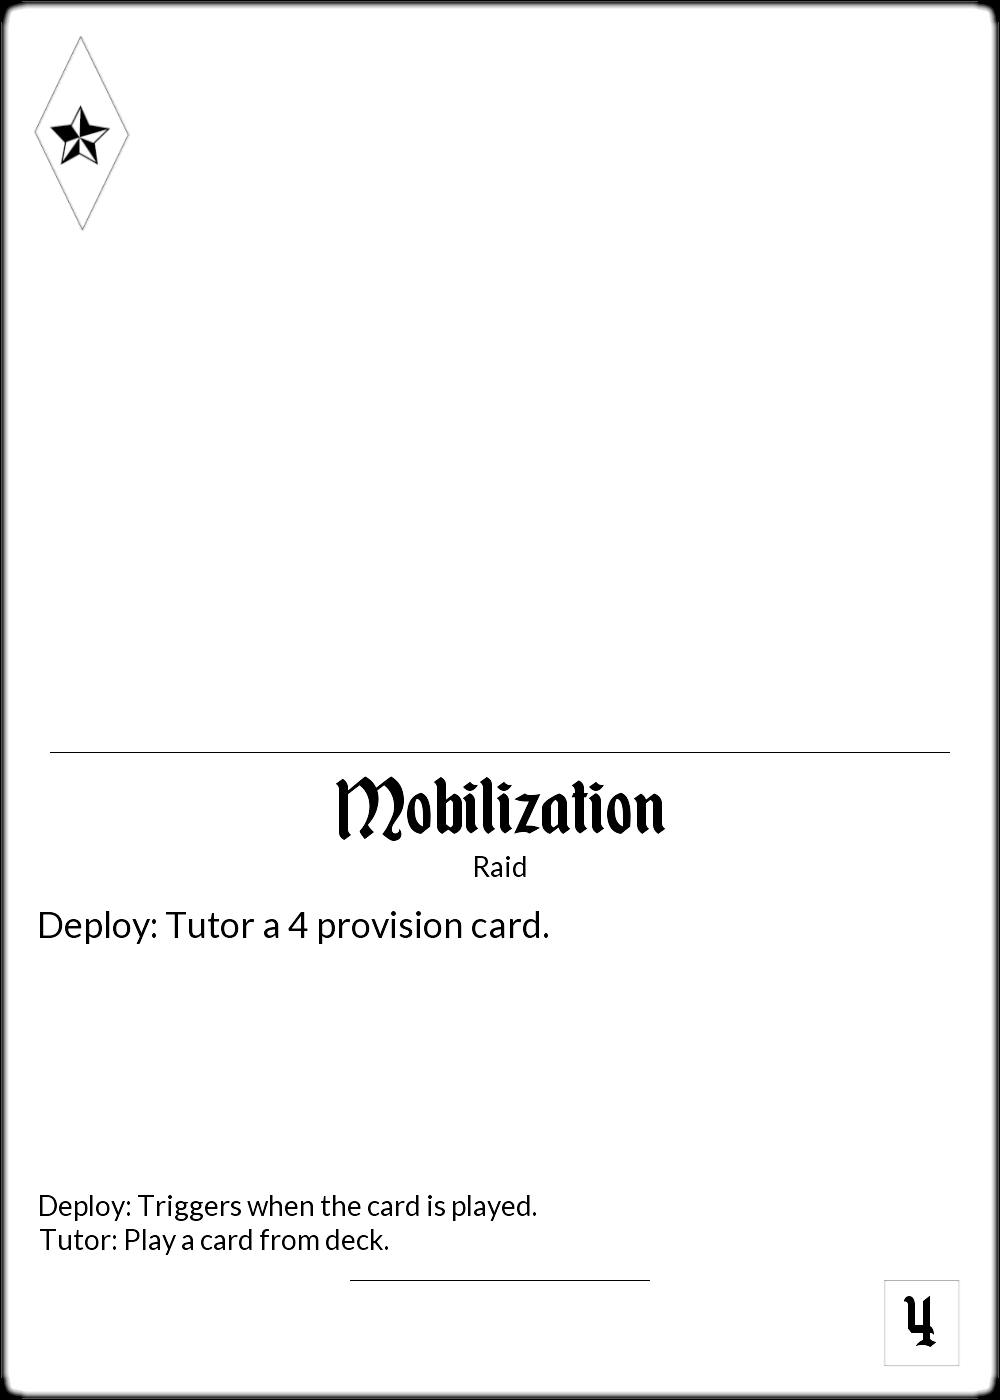 Mobilization
Raid
Deploy: Tutor a 4 provision card.
Deploy: Triggers when the card is played.
Tutor: Play a card from deck.
4